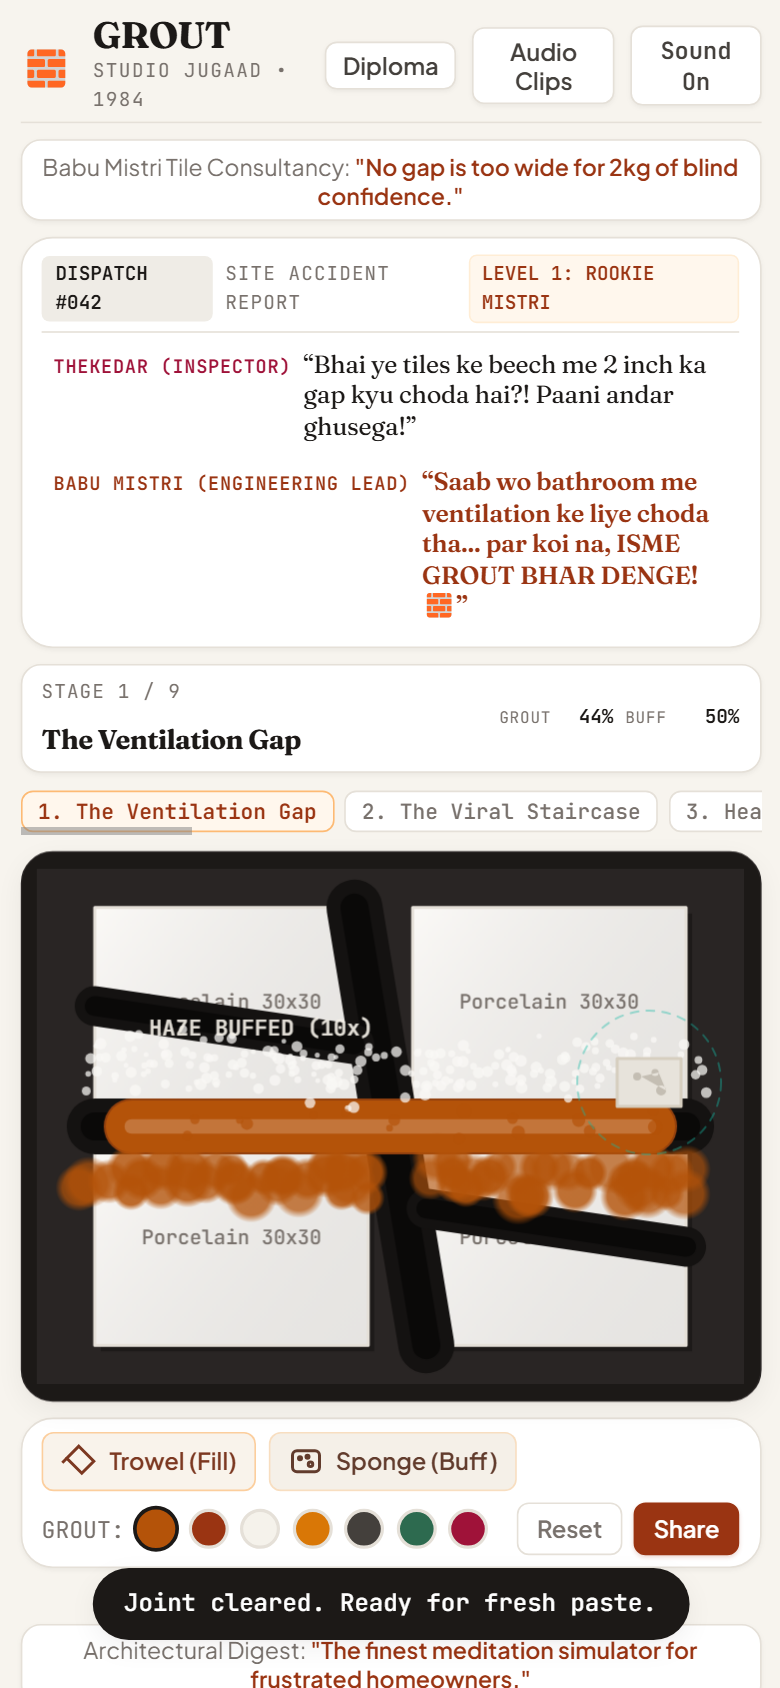 GROUT
STUDIO JUGAAD •
1984
Diploma
Audio
Clips
Sound
On
Babu Mistri Tile Consultancy: "No gap is too wide for 2kg of blind
confidence."
DISPATCH
#042
SITE ACCIDENT
REPORT
LEVEL 1: ROOKIE
MISTRI
THEKEDAR (INSPECTOR) “Bhai ye tiles ke beech me 2 inch ka
gap kyu choda hai?! Paani andar
ghusega!”
BABU MISTRI (ENGINEERING LEAD) “Saab wo bathroom me
ventilation ke liye choda
tha... par koi na, ISME
GROUT BHAR DENGE!
🧱”
STAGE 1 / 9
The Ventilation Gap
GROUT 44% BUFF 50%
1. The Ventilation Gap
2. The Viral Staircase
3. Hea
Porcelain 30x30
Porcelain 30x30
HAZE BUFFED (10x)
Porcelain 30x30
Trowel (Fill)
Sponge (Buff)
GROUT:
Reset
Share
Joint cleared. Ready for fresh paste.
Architectural Digest: "The finest meditation simulator for
frustrated homeowners."